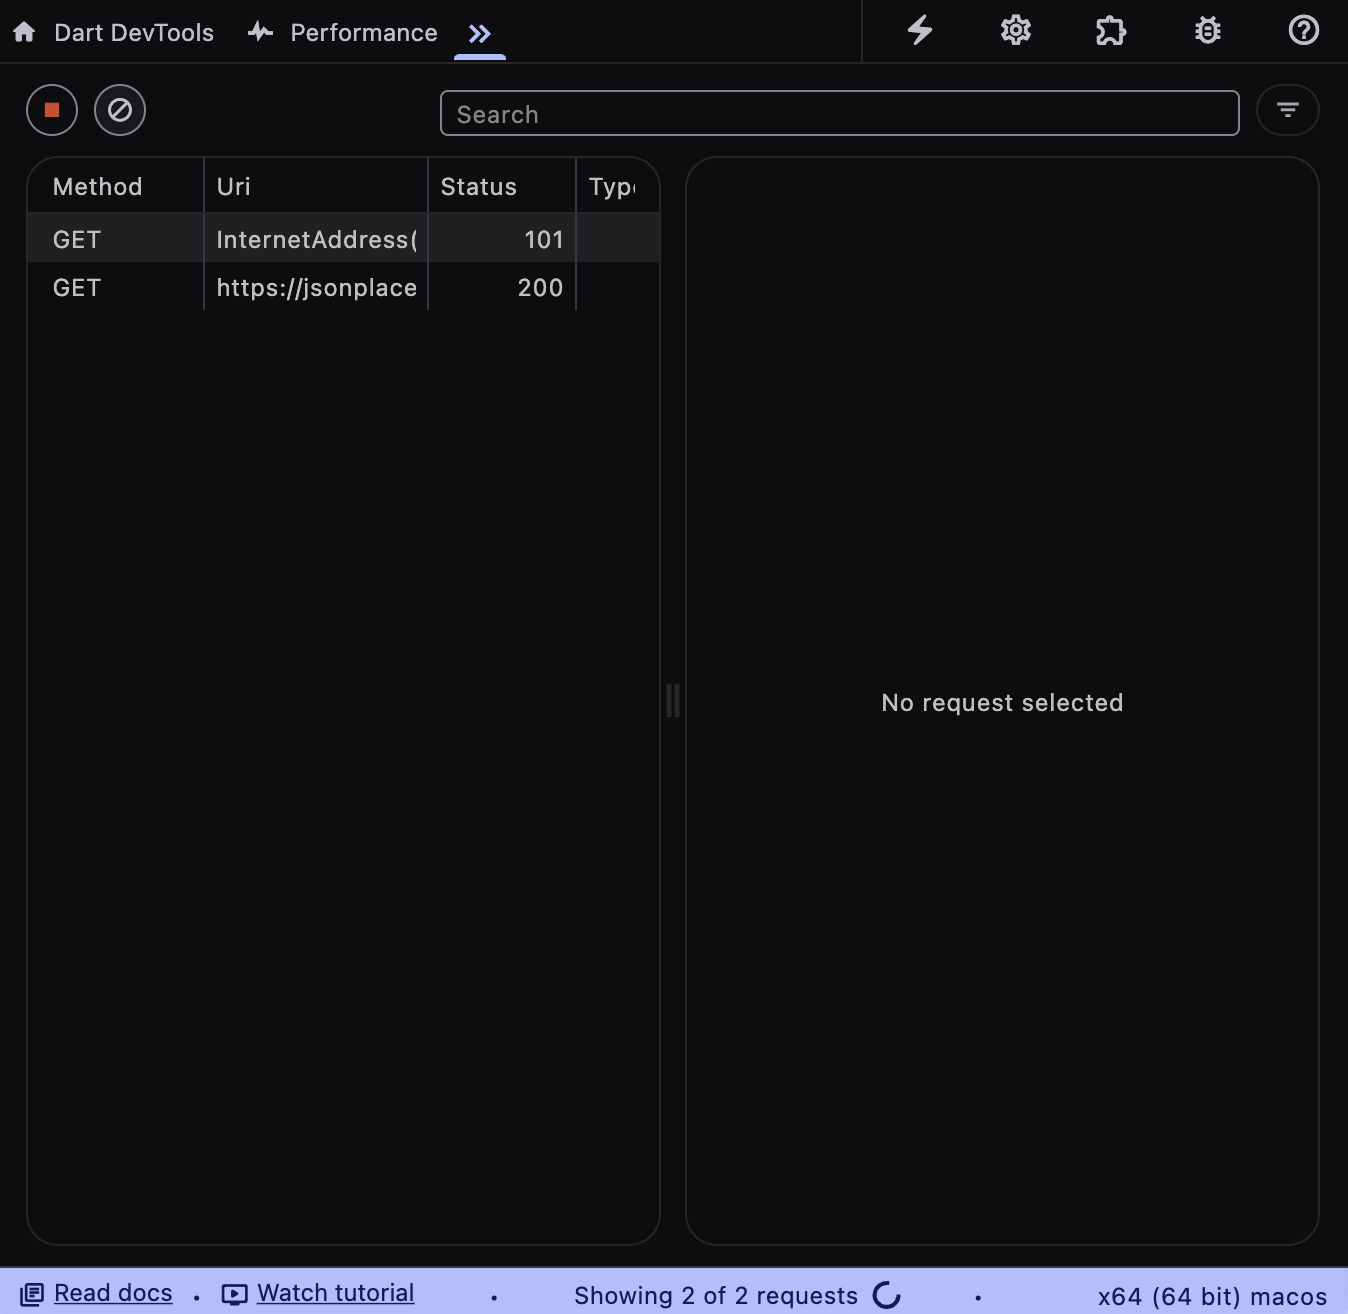 Dart DevTools Performance
Search
Method Uri Status Type
GET InternetAddress( 101
GET https://jsonplace 200
No request selected
Read docs • Watch tutorial • Showing 2 of 2 requests • x64 (64 bit) macos